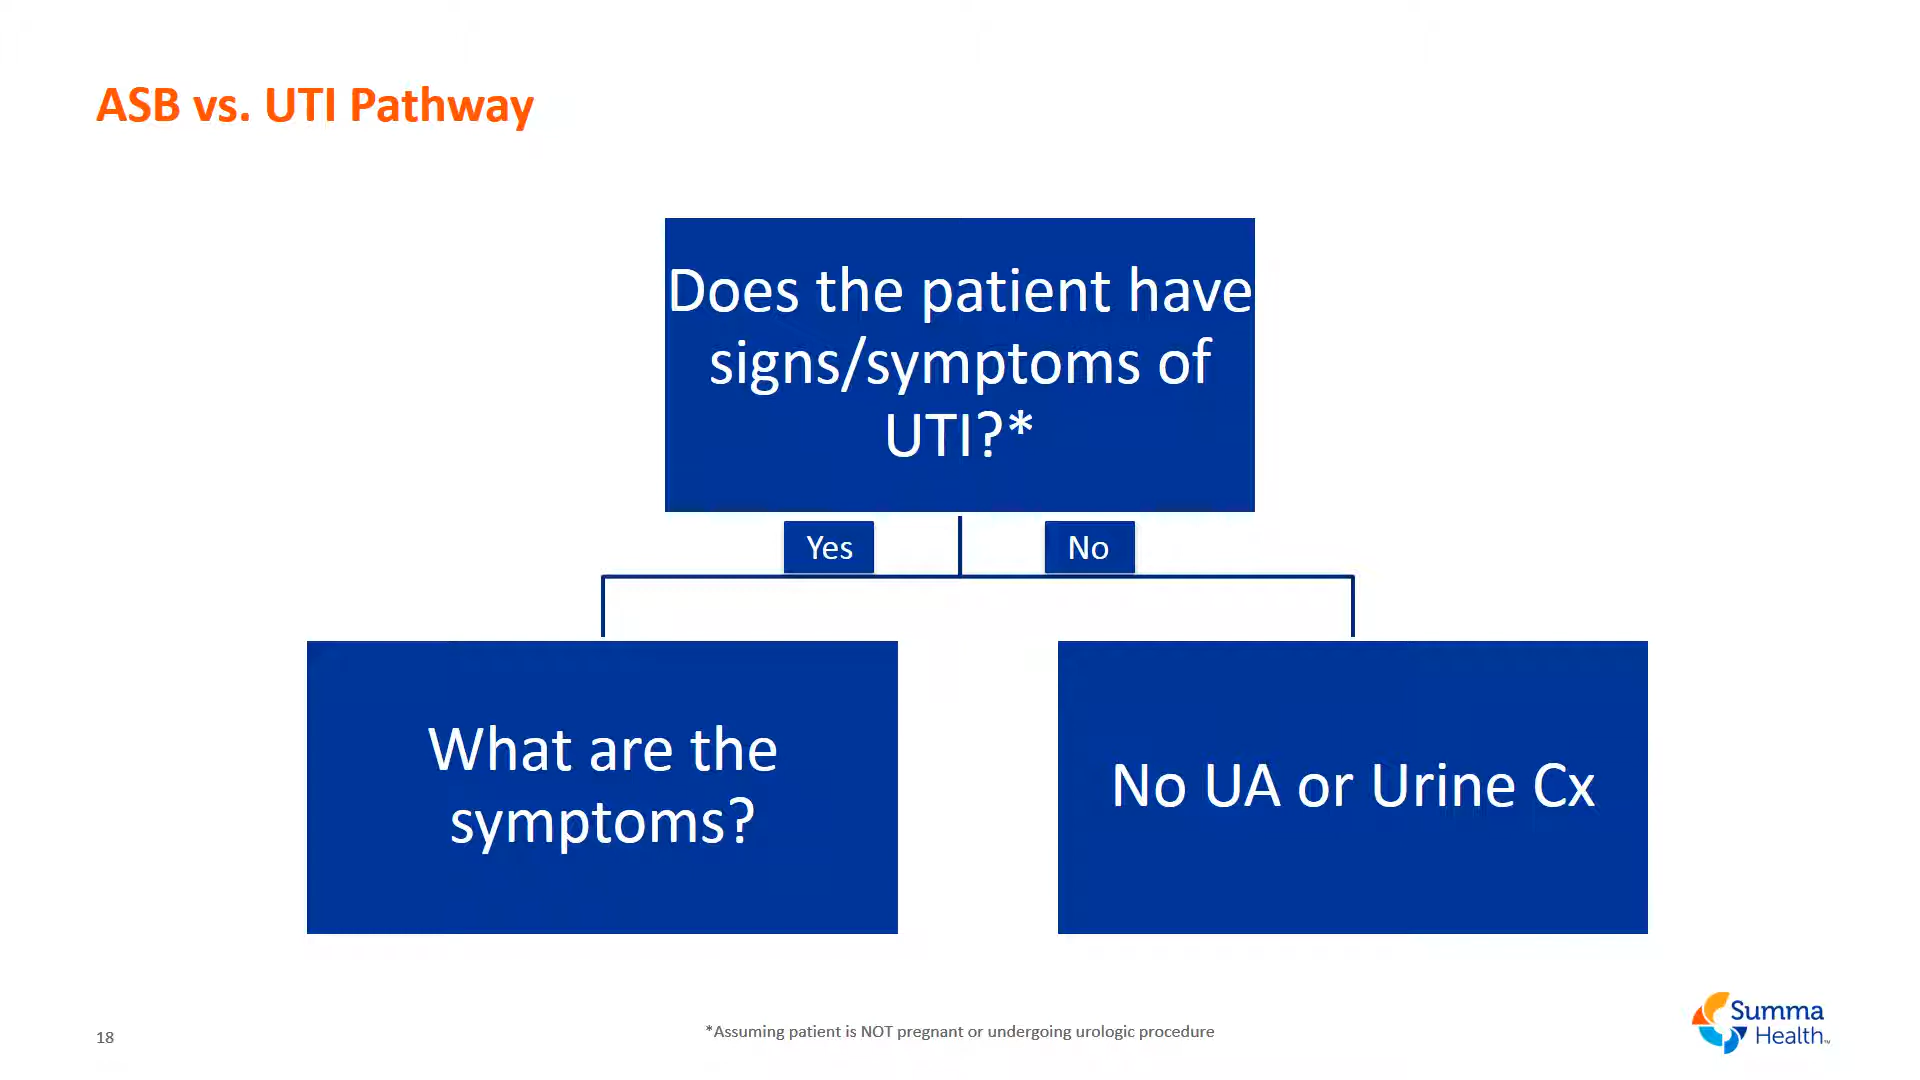 ASB vs. UTI Pathway
Does the patient have
signs/symptoms of
UTI?*
Yes
No
What are the
symptoms?
No UA or Urine Cx
18
*Assuming patient is NOT pregnant or undergoing urologic procedure
Summa
Health™